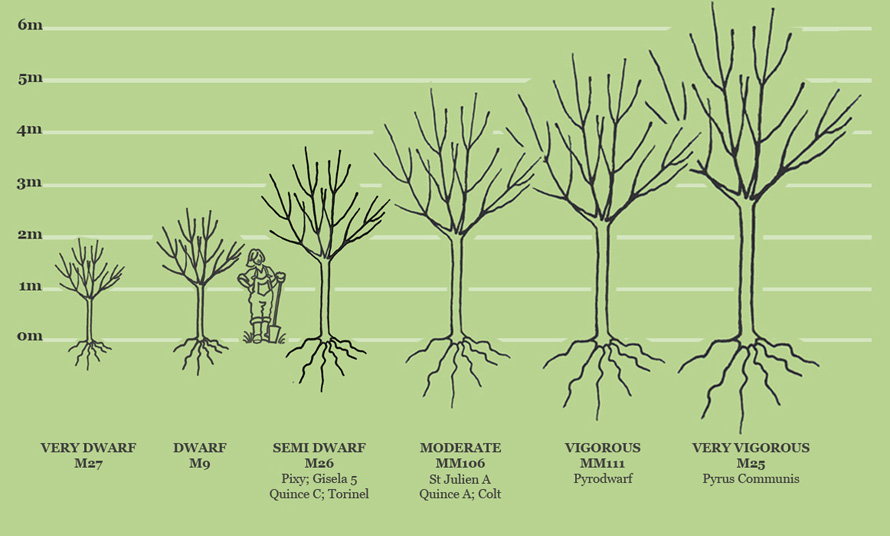 6m
5m
4m
3m
2m
1m
0m
VERY DWARF
M27
DWARF
M9
SEMI DWARF
M26
Pixy; Gisela 5
Quince C; Torinel
MODERATE
MM106
St Julien A
Quince A; Colt
VIGOROUS
MM111
Pyrodwarf
VERY VIGOROUS
M25
Pyrus Communis